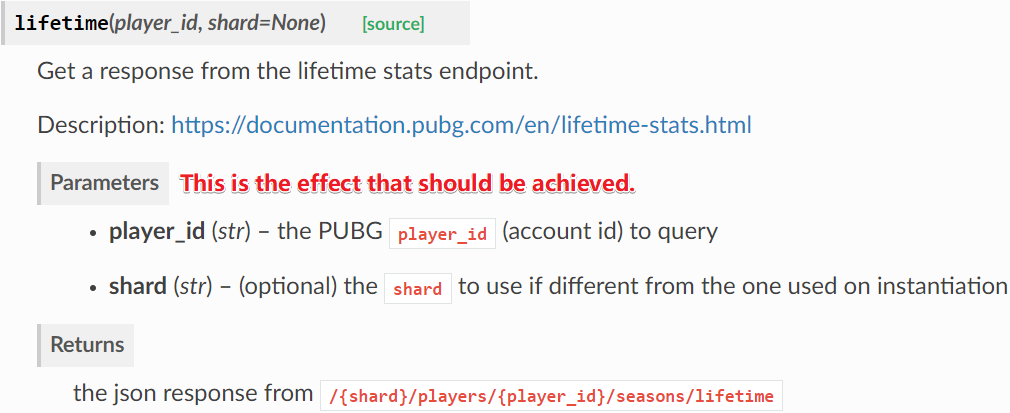 lifetime(player_id, shard=None) [source]
Get a response from the lifetime stats endpoint.
Description: https://documentation.pubg.com/en/lifetime-stats.html
Parameters This is the effect that should be achieved.
• player_id (str) – the PUBG player_id (account id) to query
• shard (str) – (optional) the shard to use if different from the one used on instantiation
Returns
the json response from /{shard}/players/{player_id}/seasons/lifetime